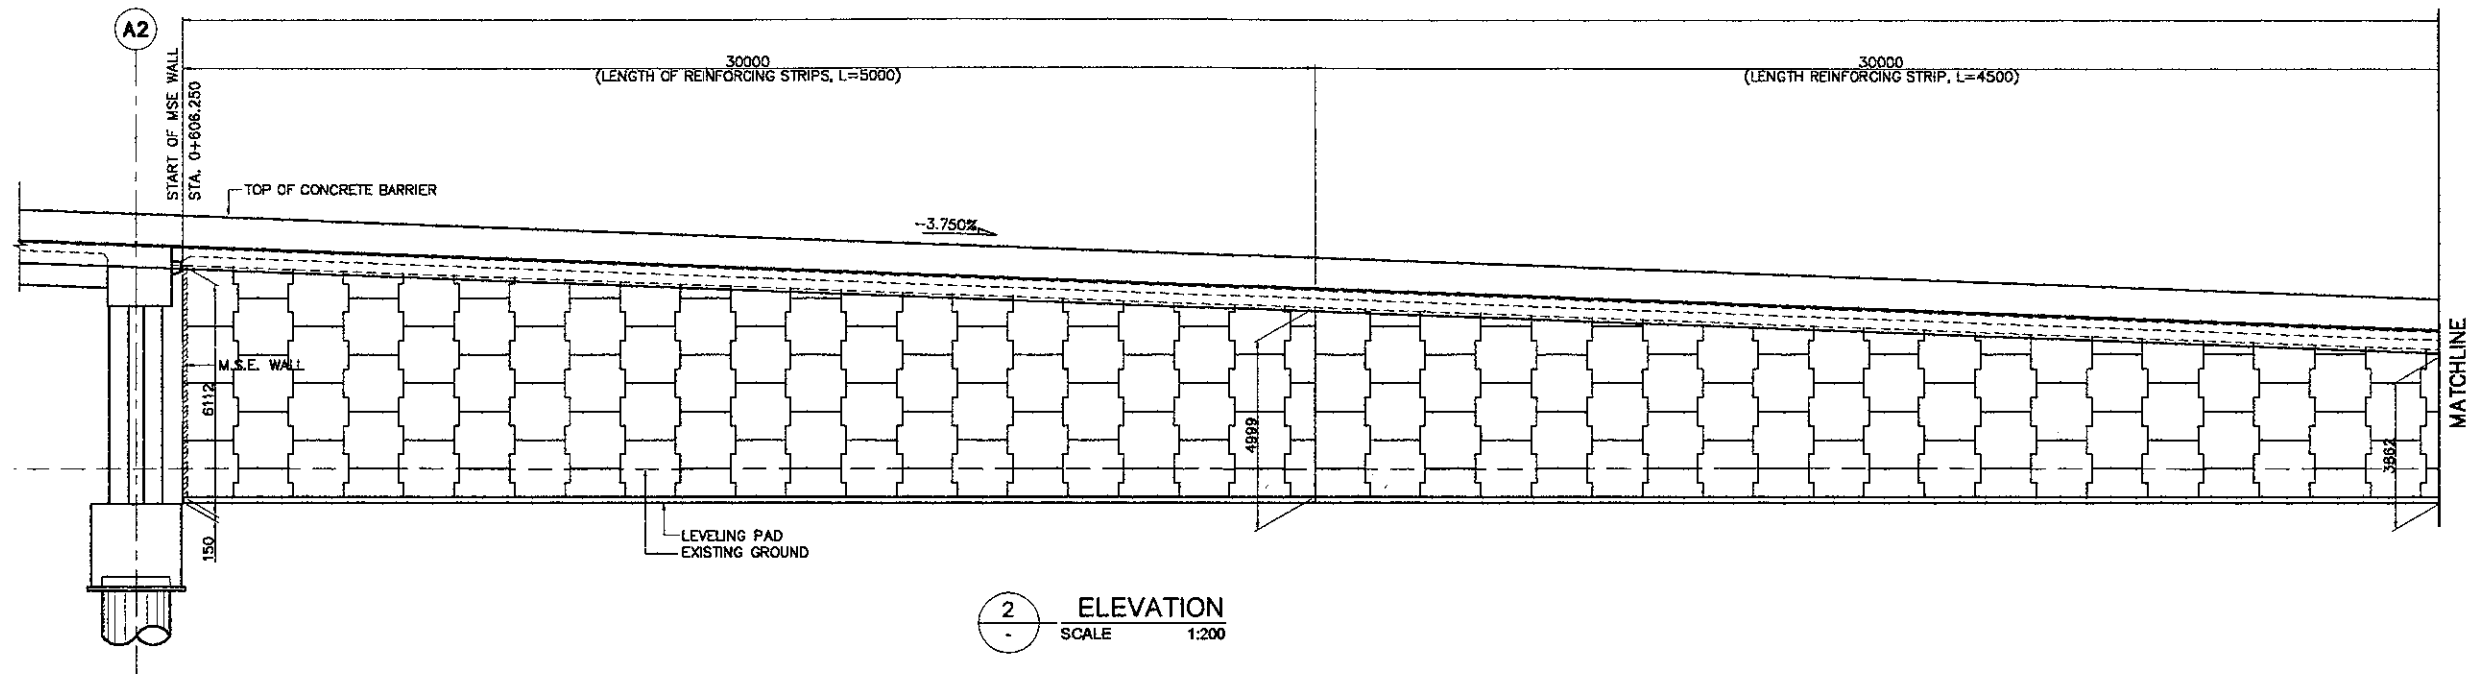 A2
START OF MSE WALL
STA. 0+606.250
30000
(LENGTH OF REINFORCING STRIPS, L=5000)
30000
(LENGTH REINFORCING STRIP, L=4500)
TOP OF CONCRETE BARRIER
-3.750%
M.S.E. WALL
6112
4999
3862
MATCHLINE
150
LEVELING PAD
EXISTING GROUND
2
-
ELEVATION
SCALE 1:200